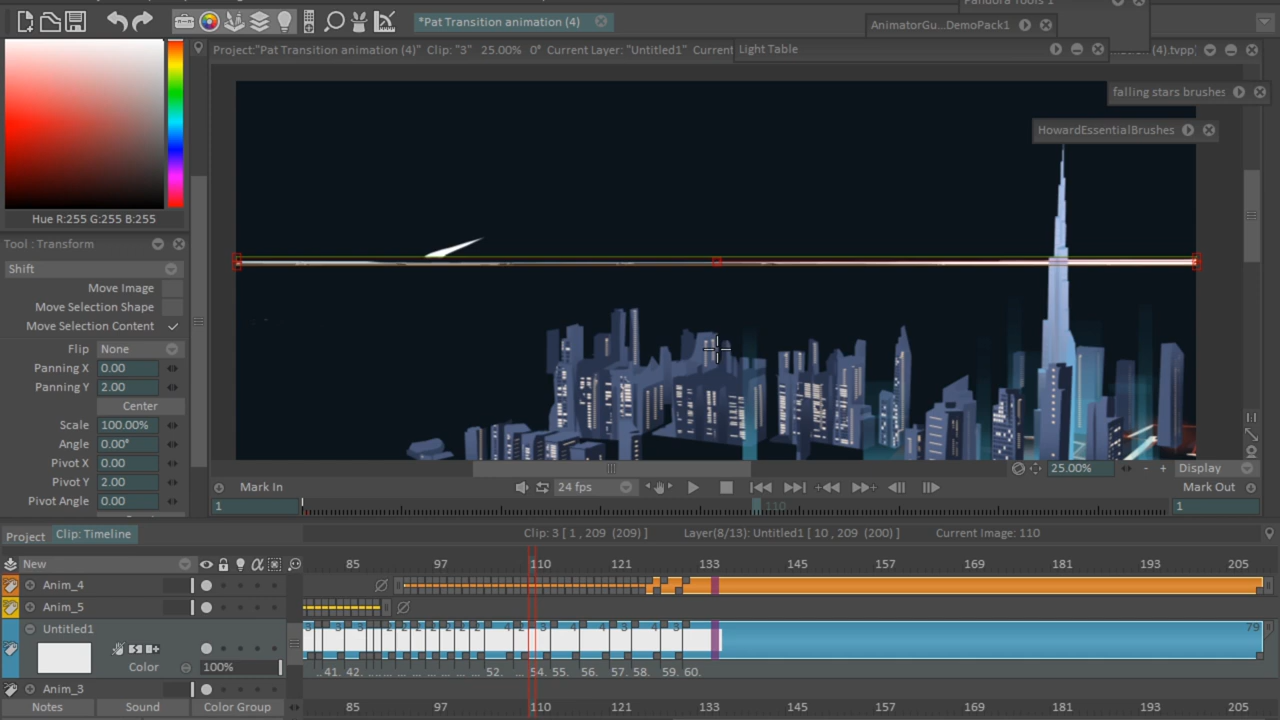 Pandora Tools 1
*Pat Transition animation (4)
AnimatorGu...DemoPack1
Project:"Pat Transition animation (4)" Clip: "3" 25.00% 0° Current Layer: "Untitled1" Current
Light Table
(4).tvpp
falling stars brushes
HowardEssentialBrushes
Hue R:255 G:255 B:255
Tool : Transform
Shift
Move Image
Move Selection Shape
Move Selection Content
Flip None
Panning X 0.00
Panning Y 2.00
Center
Scale 100.00%
Angle 0.00°
Pivot X 0.00
Pivot Y 2.00
Pivot Angle 0.00
25.00% - + Display
Mark In 24 fps Mark Out
1 110 1
Project Clip: Timeline Clip: 3 [ 1 , 209 (209) ] Layer(8/13): Untitled1 [ 10 , 209 (200) ] Current Image: 110
New 85 97 110 121 133 145 157 169 181 193 205
Anim_4
Anim_5
Untitled1 79
Color 100%
..41. 42. 52. ... 54. 55. 56. 57. 58. 59. 60.
Anim_3
Notes Sound Color Group 85 97 110 121 133 145 157 169 181 193 205